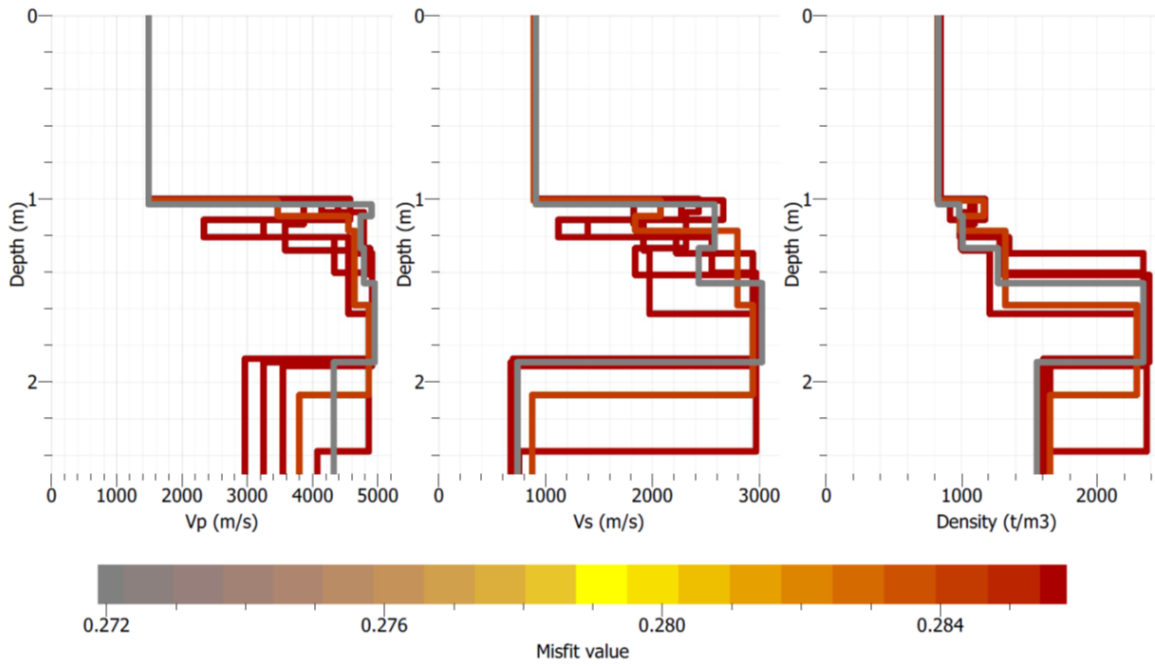 0 0 0
Depth (m) 1 Depth (m) 1 Depth (m) 1
2 2 2
0 1000 2000 3000 4000 5000 0 1000 2000 3000 0 1000 2000
Vp (m/s) Vs (m/s) Density (t/m3)
0.272 0.276 0.280 0.284
Misfit value